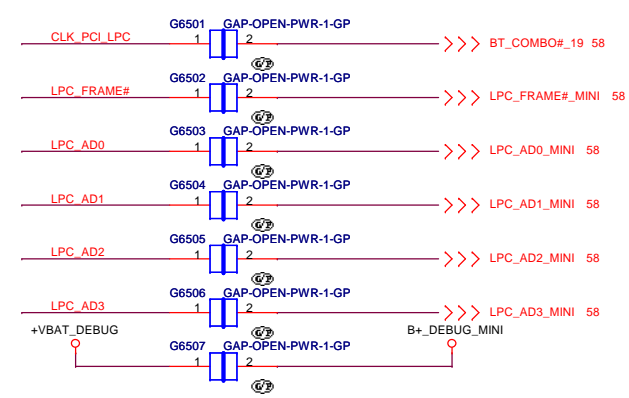 G6501 GAP-OPEN-PWR-1-GP
CLK_PCI_LPC 1 2 BT_COMBO#_19 58
G/P
G6502 GAP-OPEN-PWR-1-GP
LPC_FRAME# 1 2 LPC_FRAME#_MINI 58
G/P
G6503 GAP-OPEN-PWR-1-GP
LPC_AD0 1 2 LPC_AD0_MINI 58
G/P
G6504 GAP-OPEN-PWR-1-GP
LPC_AD1 1 2 LPC_AD1_MINI 58
G/P
G6505 GAP-OPEN-PWR-1-GP
LPC_AD2 1 2 LPC_AD2_MINI 58
G/P
G6506 GAP-OPEN-PWR-1-GP
LPC_AD3 1 2 LPC_AD3_MINI 58
G/P
+VBAT_DEBUG B+_DEBUG_MINI
G6507 GAP-OPEN-PWR-1-GP
1 2
G/P